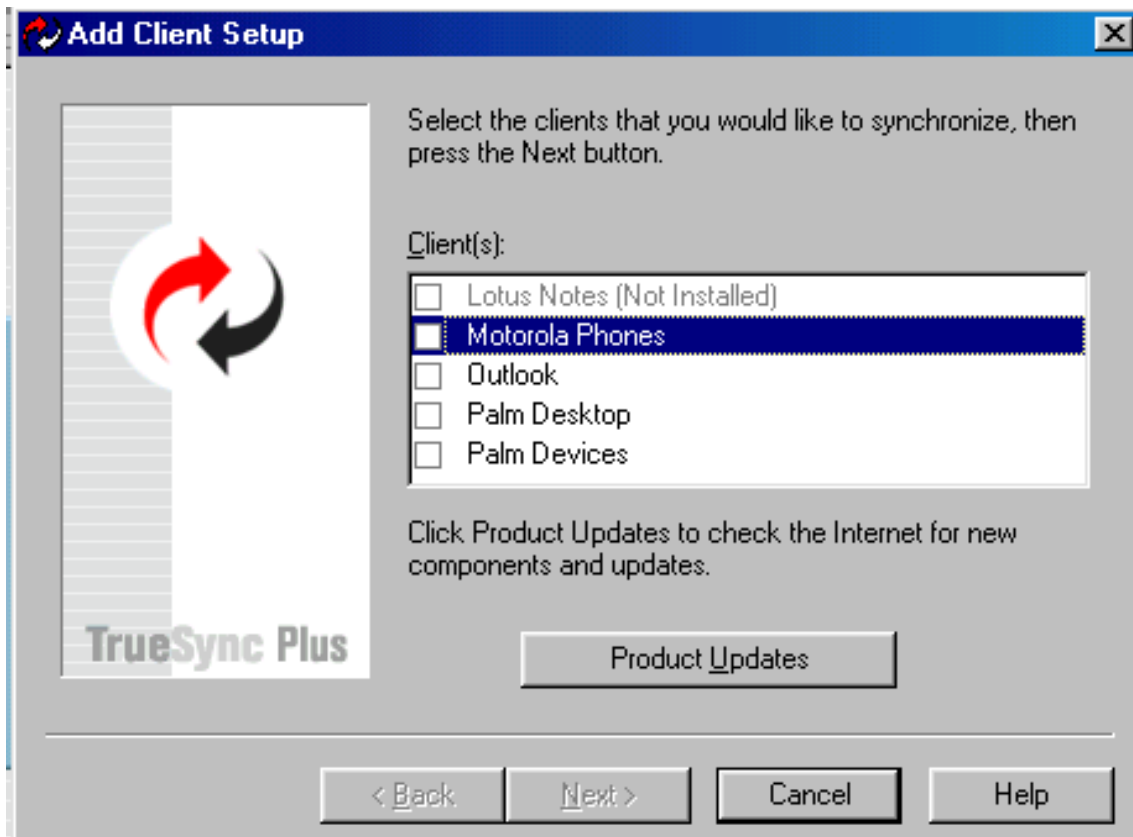 Add Client Setup
Select the clients that you would like to synchronize, then
press the Next button.
Client(s):
Lotus Notes (Not Installed)
Motorola Phones
Outlook
Palm Desktop
Palm Devices
Click Product Updates to check the Internet for new
components and updates.
TrueSync Plus
Product Updates
< Back
Next >
Cancel
Help